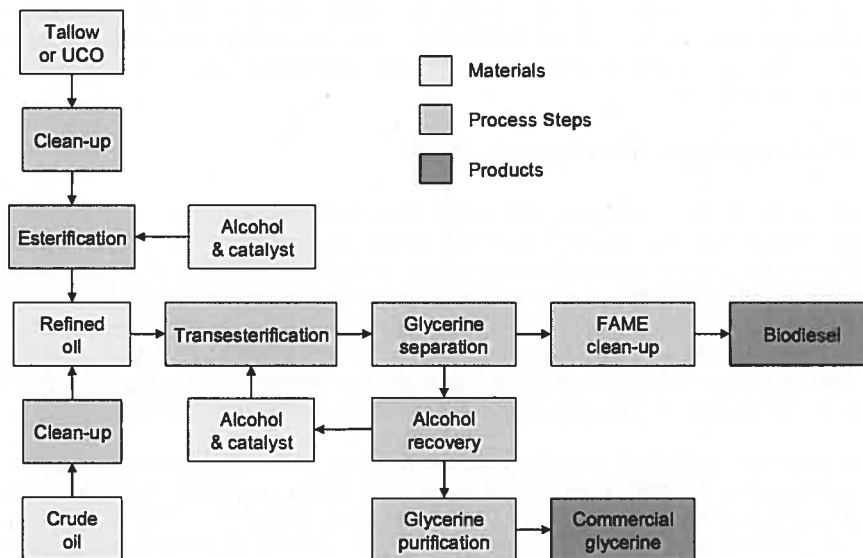 Tallow
or UCO
Materials
Process Steps
Products
Clean-up
Esterification
Alcohol
& catalyst
Refined
oil
Transesterification
Glycerine
separation
FAME
clean-up
Biodiesel
Clean-up
Alcohol
& catalyst
Alcohol
recovery
Crude
oil
Glycerine
purification
Commercial
glycerine